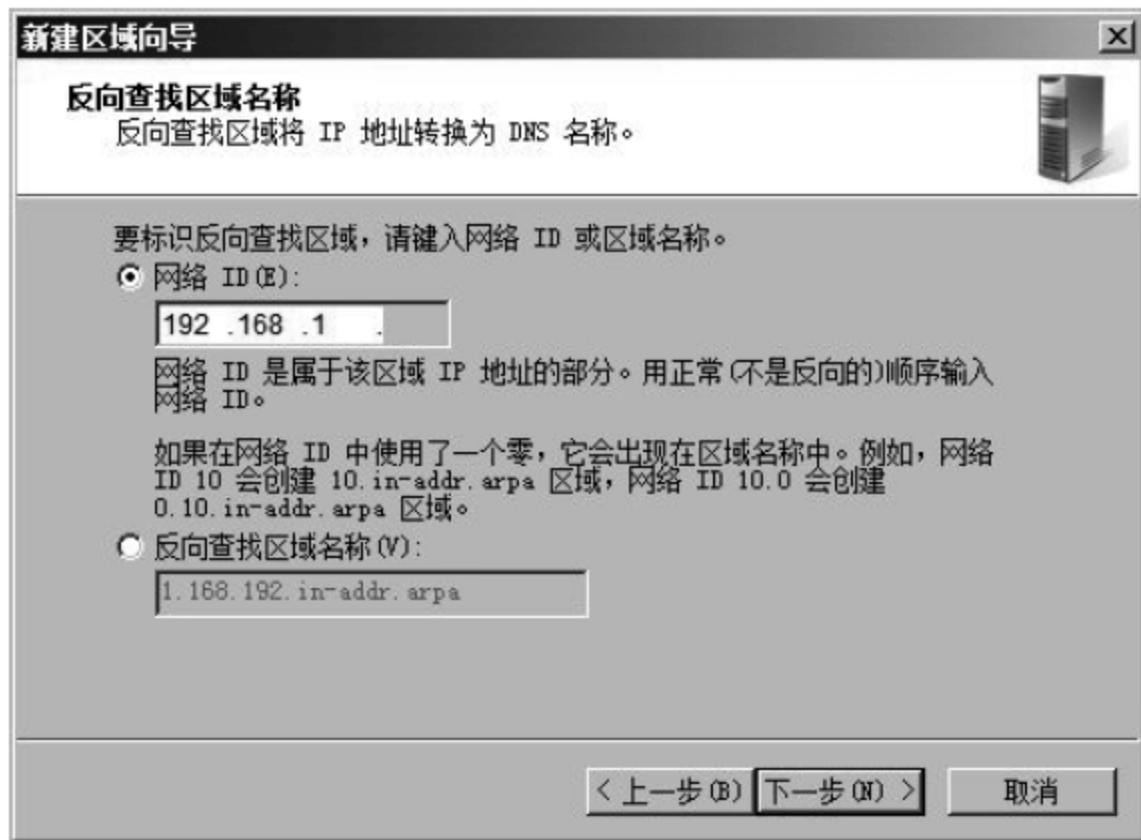 新建区域向导
反向查找区域名称
反向查找区域将 IP 地址转换为 DNS 名称。
要标识反向查找区域，请键入网络 ID 或区域名称。
网络 ID(E):
192 .168 .1 .
网络 ID 是属于该区域 IP 地址的部分。用正常(不是反向的)顺序输入
网络 ID。
如果在网络 ID 中使用了一个零，它会出现在区域名称中。例如，网络
ID 10 会创建 10.in-addr.arpa 区域，网络 ID 10.0 会创建
0.10.in-addr.arpa 区域。
反向查找区域名称(V):
1.168.192.in-addr.arpa
< 上一步(B) 下一步(N) > 取消